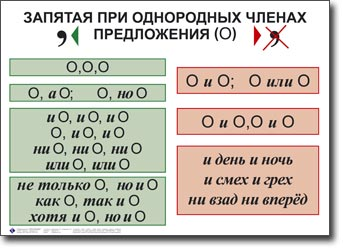 ЗАПЯТАЯ ПРИ ОДНОРОДНЫХ ЧЛЕНАХ
ПРЕДЛОЖЕНИЯ (О)
О,О,О
О, а О; О, но О
и О, и О, и О
О, и О, и О
ни О, ни О, ни О
или О, или О
не только О, но и О
как О, так и О
хотя и О, но и О
О и О; О или О
О и О,О и О
и день и ночь
и смех и грех
ни взад ни вперёд